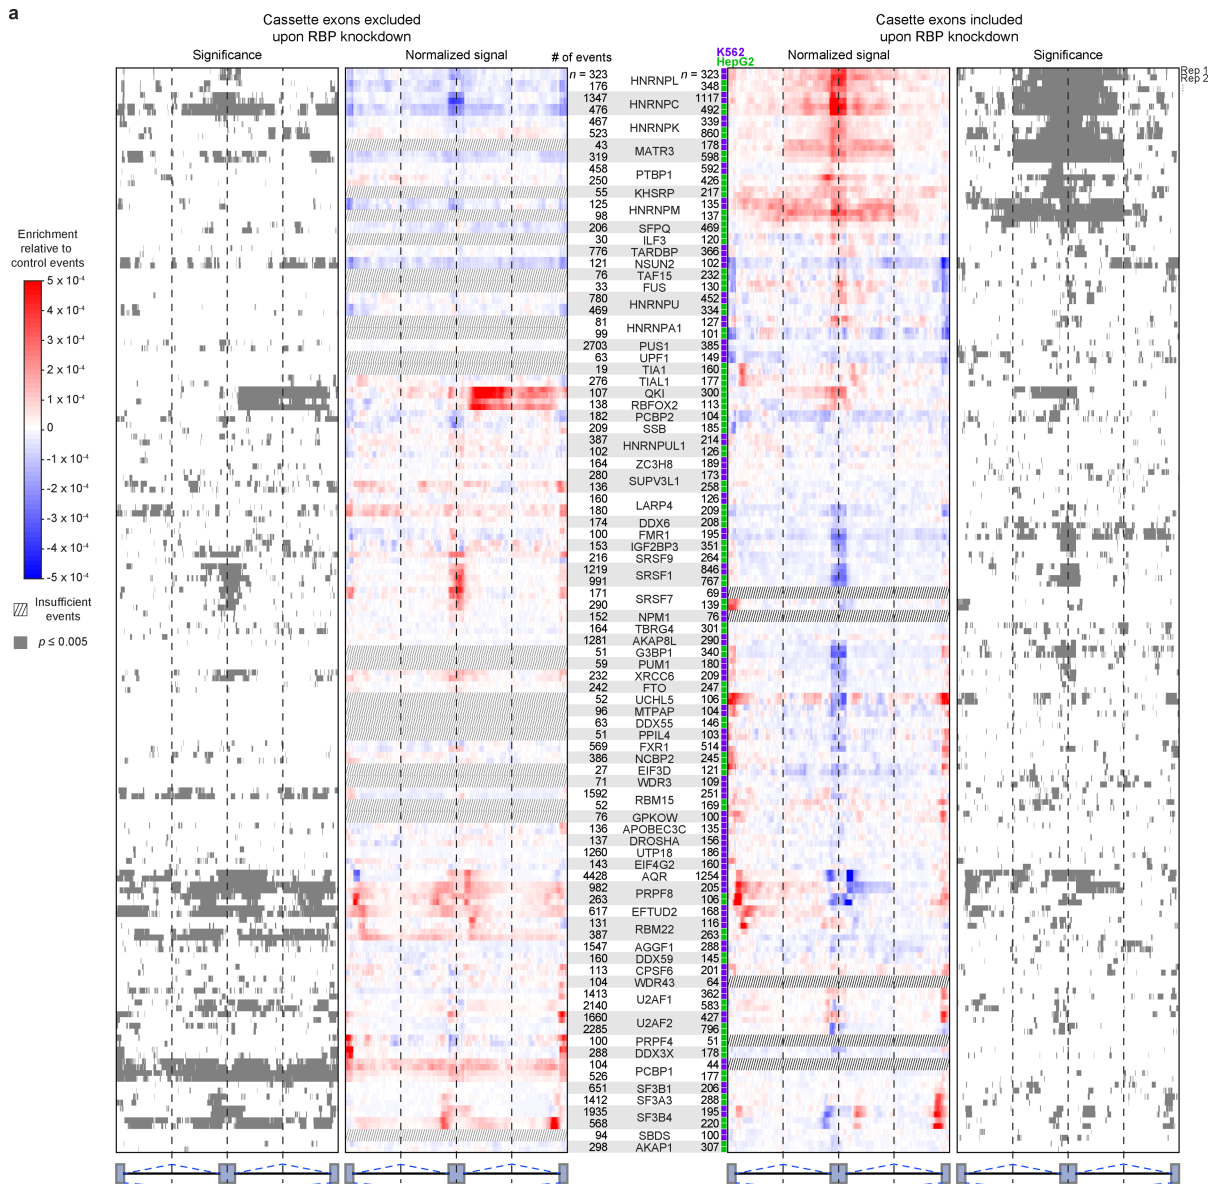 a
Cassette exons excluded
upon RBP knockdown
Casette exons included
upon RBP knockdown
Significance
Normalized signal
# of events
K562
HepG2
Normalized signal
Significance
Rep 1
Rep 2
n = 323 HNRNPL n = 323
176 348
1347 HNRNPC 1117
476 492
467 HNRNPK 339
523 860
43 MATR3 178
319 598
458 PTBP1 592
250 426
55 KHSRP 217
125 HNRNPM 135
98 137
206 SFPQ 469
30 ILF3 120
776 TARDBP 366
121 NSUN2 102
76 TAF15 232
33 FUS 130
780 HNRNPU 452
469 334
81 HNRNPA1 127
99 101
2703 PUS1 385
63 UPF1 149
19 TIA1 160
276 TIAL1 177
107 QKI 300
138 RBFOX2 113
182 PCBP2 104
209 SSB 185
387 HNRNPUL1 214
102 126
164 ZC3H8 189
280 SUPV3L1 173
136 258
160 LARP4 126
180 209
174 DDX6 208
100 FMR1 195
153 IGF2BP3 351
216 SRSF9 264
1219 SRSF1 846
991 767
171 SRSF7 69
290 139
152 NPM1 76
164 TBRG4 301
1281 AKAP8L 290
51 G3BP1 340
59 PUM1 180
232 XRCC6 209
242 FTO 247
52 UCHL5 106
96 MTPAP 104
63 DDX55 146
51 PPIL4 103
569 FXR1 514
386 NCBP2 245
27 EIF3D 121
71 WDR3 109
1592 RBM15 251
52 169
76 GPKOW 100
136 APOBEC3C 135
137 DROSHA 156
1260 UTP18 186
143 EIF4G2 160
4428 AQR 1254
982 PRPF8 205
263 106
617 EFTUD2 168
131 RBM22 116
387 263
1547 AGGF1 288
160 DDX59 145
113 CPSF6 201
104 WDR43 64
1413 U2AF1 362
2140 583
1660 U2AF2 427
2285 796
100 PRPF4 51
288 DDX3X 178
104 PCBP1 44
526 177
651 SF3B1 206
1412 SF3A3 288
1935 SF3B4 195
568 220
94 SBDS 100
298 AKAP1 307
Enrichment
relative to
control events
5 x 10⁻⁴
4 x 10⁻⁴
3 x 10⁻⁴
2 x 10⁻⁴
1 x 10⁻⁴
0
-1 x 10⁻⁴
-2 x 10⁻⁴
-3 x 10⁻⁴
-4 x 10⁻⁴
-5 x 10⁻⁴
Insufficient
events
p ≤ 0.005